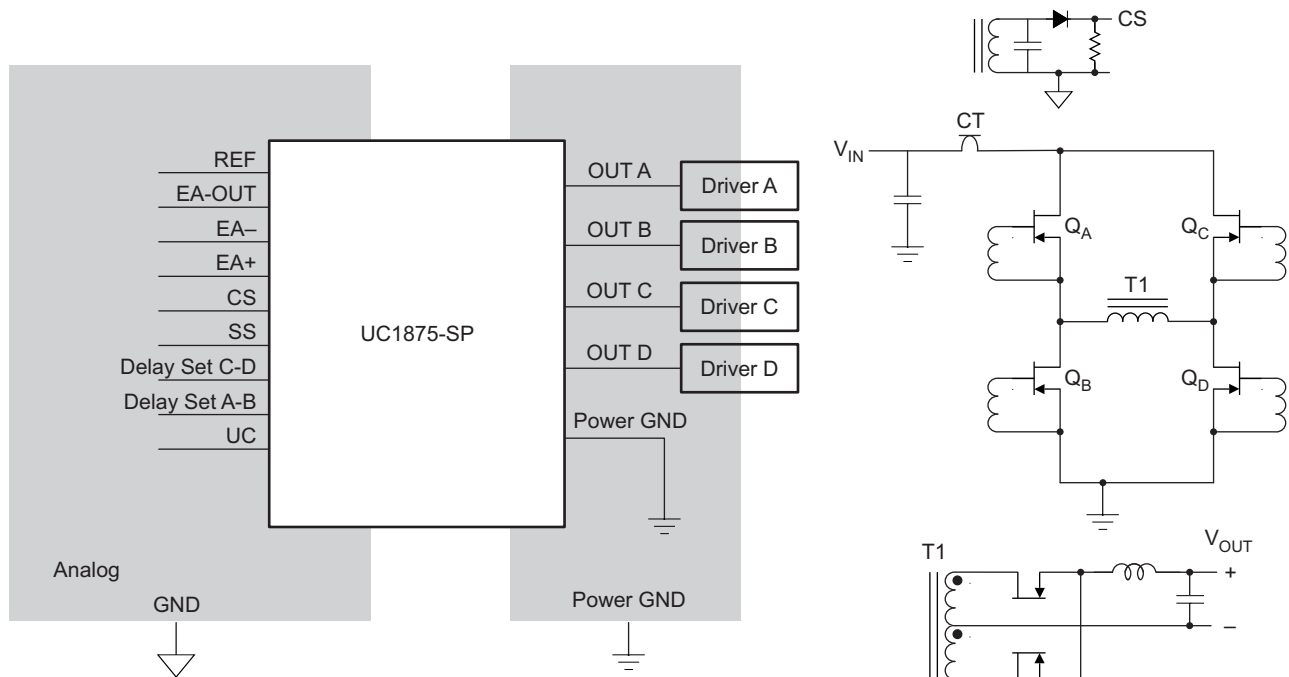 CS
CT
V_IN
REF
EA-OUT
EA–
EA+
CS
SS
Delay Set C-D
Delay Set A-B
UC
UC1875-SP
OUT A
OUT B
OUT C
OUT D
Power GND
Driver A
Driver B
Driver C
Driver D
Analog
GND
Power GND
Q_A
Q_C
T1
Q_B
Q_D
T1
V_OUT
+
–